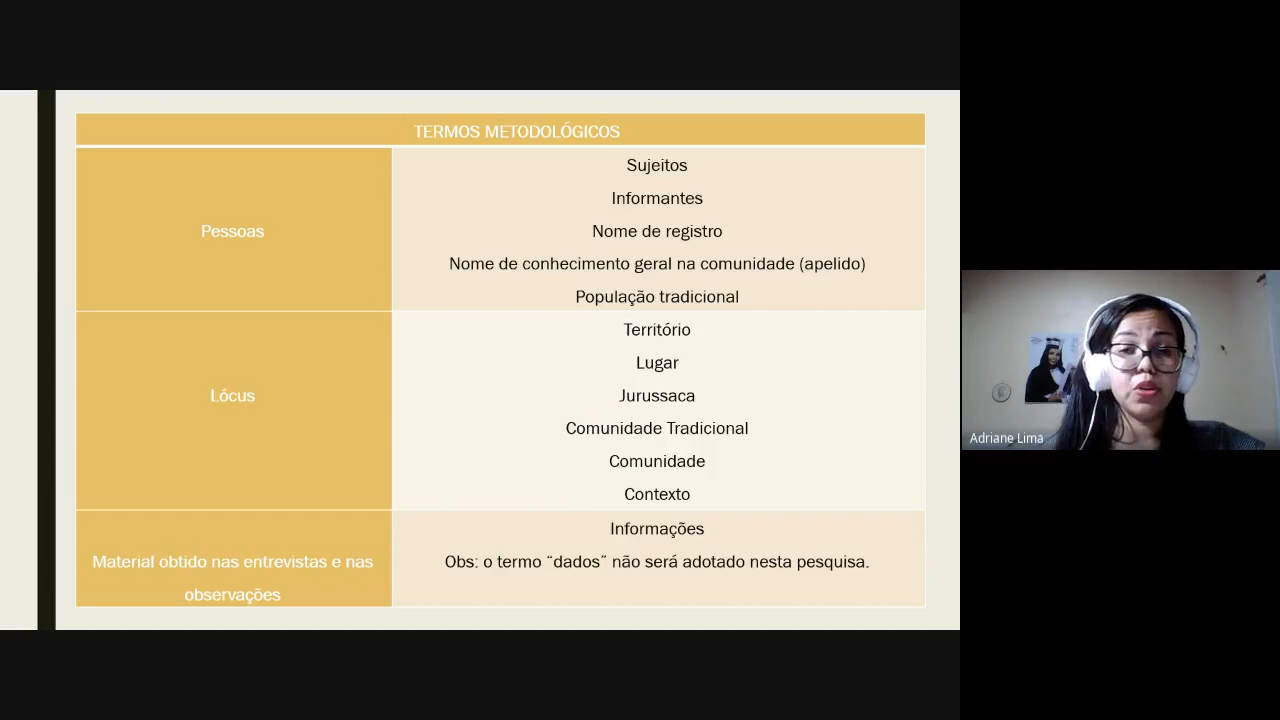 TERMOS METODOLÓGICOS
Pessoas
Sujeitos
Informantes
Nome de registro
Nome de conhecimento geral na comunidade (apelido)
População tradicional
Lócus
Território
Lugar
Jurussaca
Comunidade Tradicional
Comunidade
Contexto
Material obtido nas entrevistas e nas
observações
Informações
Obs: o termo “dados” não será adotado nesta pesquisa.
Adriane Lima